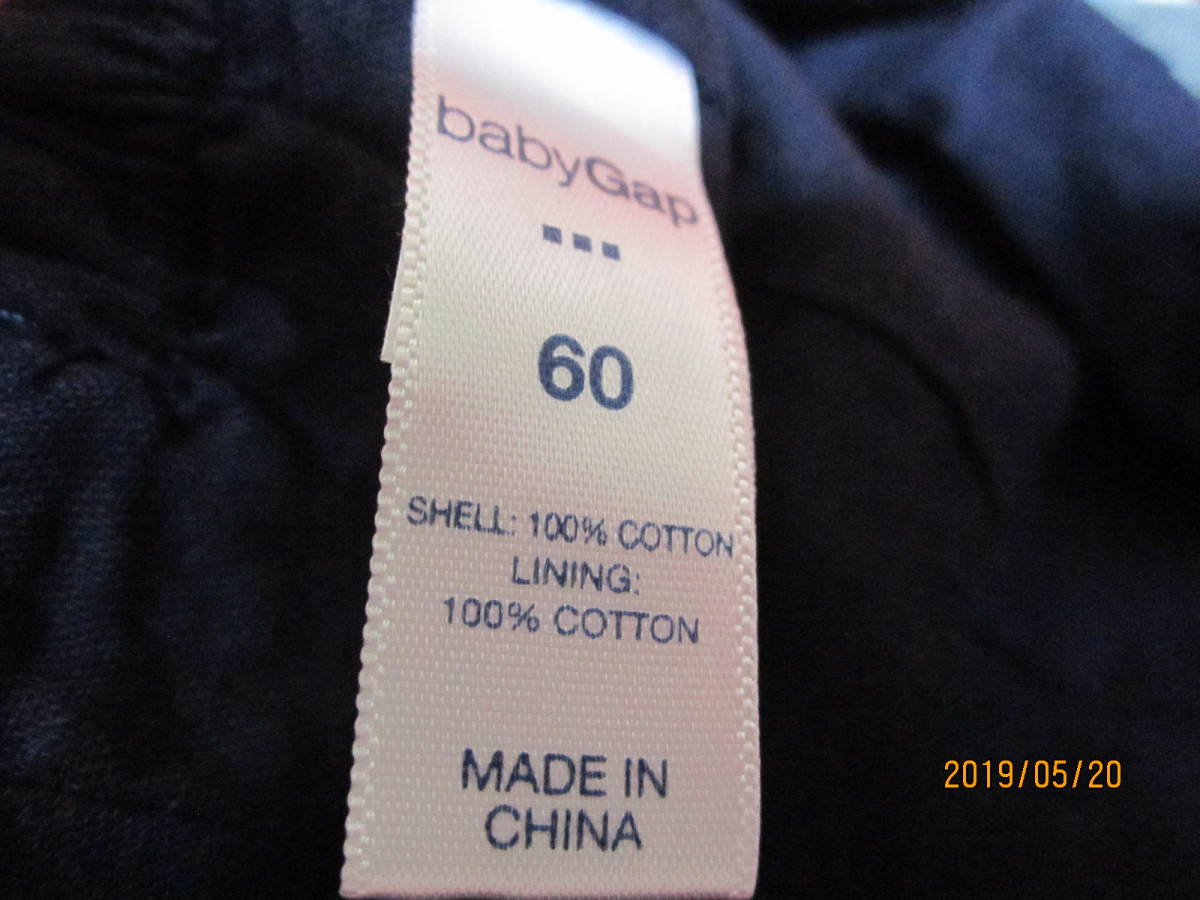 babyGap
60
SHELL: 100% COTTON
LINING:
100% COTTON
MADE IN
CHINA
2019/05/20